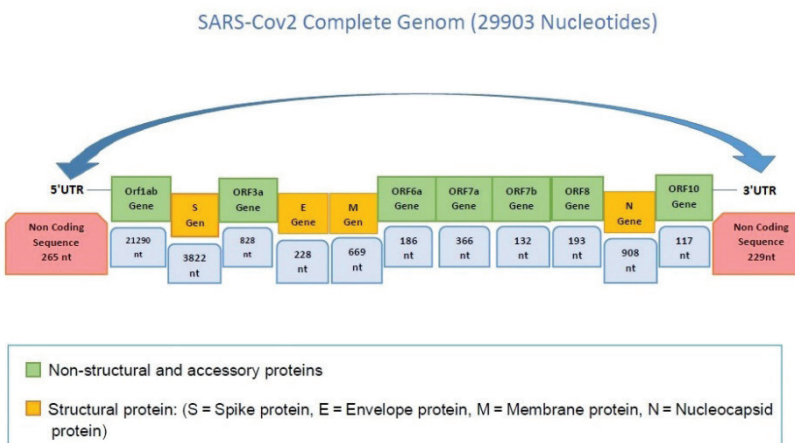 SARS-Cov2 Complete Genom (29903 Nucleotides)
5'UTR
Orf1ab
Gene
S
Gen
ORF3a
Gene
E
Gene
M
Gen
ORF6a
Gene
ORF7a
Gene
ORF7b
Gene
ORF8
Gene
N
Gene
ORF10
Gene
3'UTR
Non Coding
Sequence
265 nt
21290
nt
3822
nt
828
nt
228
nt
669
nt
186
nt
366
nt
132
nt
193
nt
908
nt
117
nt
Non Coding
Sequence
229nt
Non-structural and accessory proteins
Structural protein: (S = Spike protein, E = Envelope protein, M = Membrane protein, N = Nucleocapsid
protein)